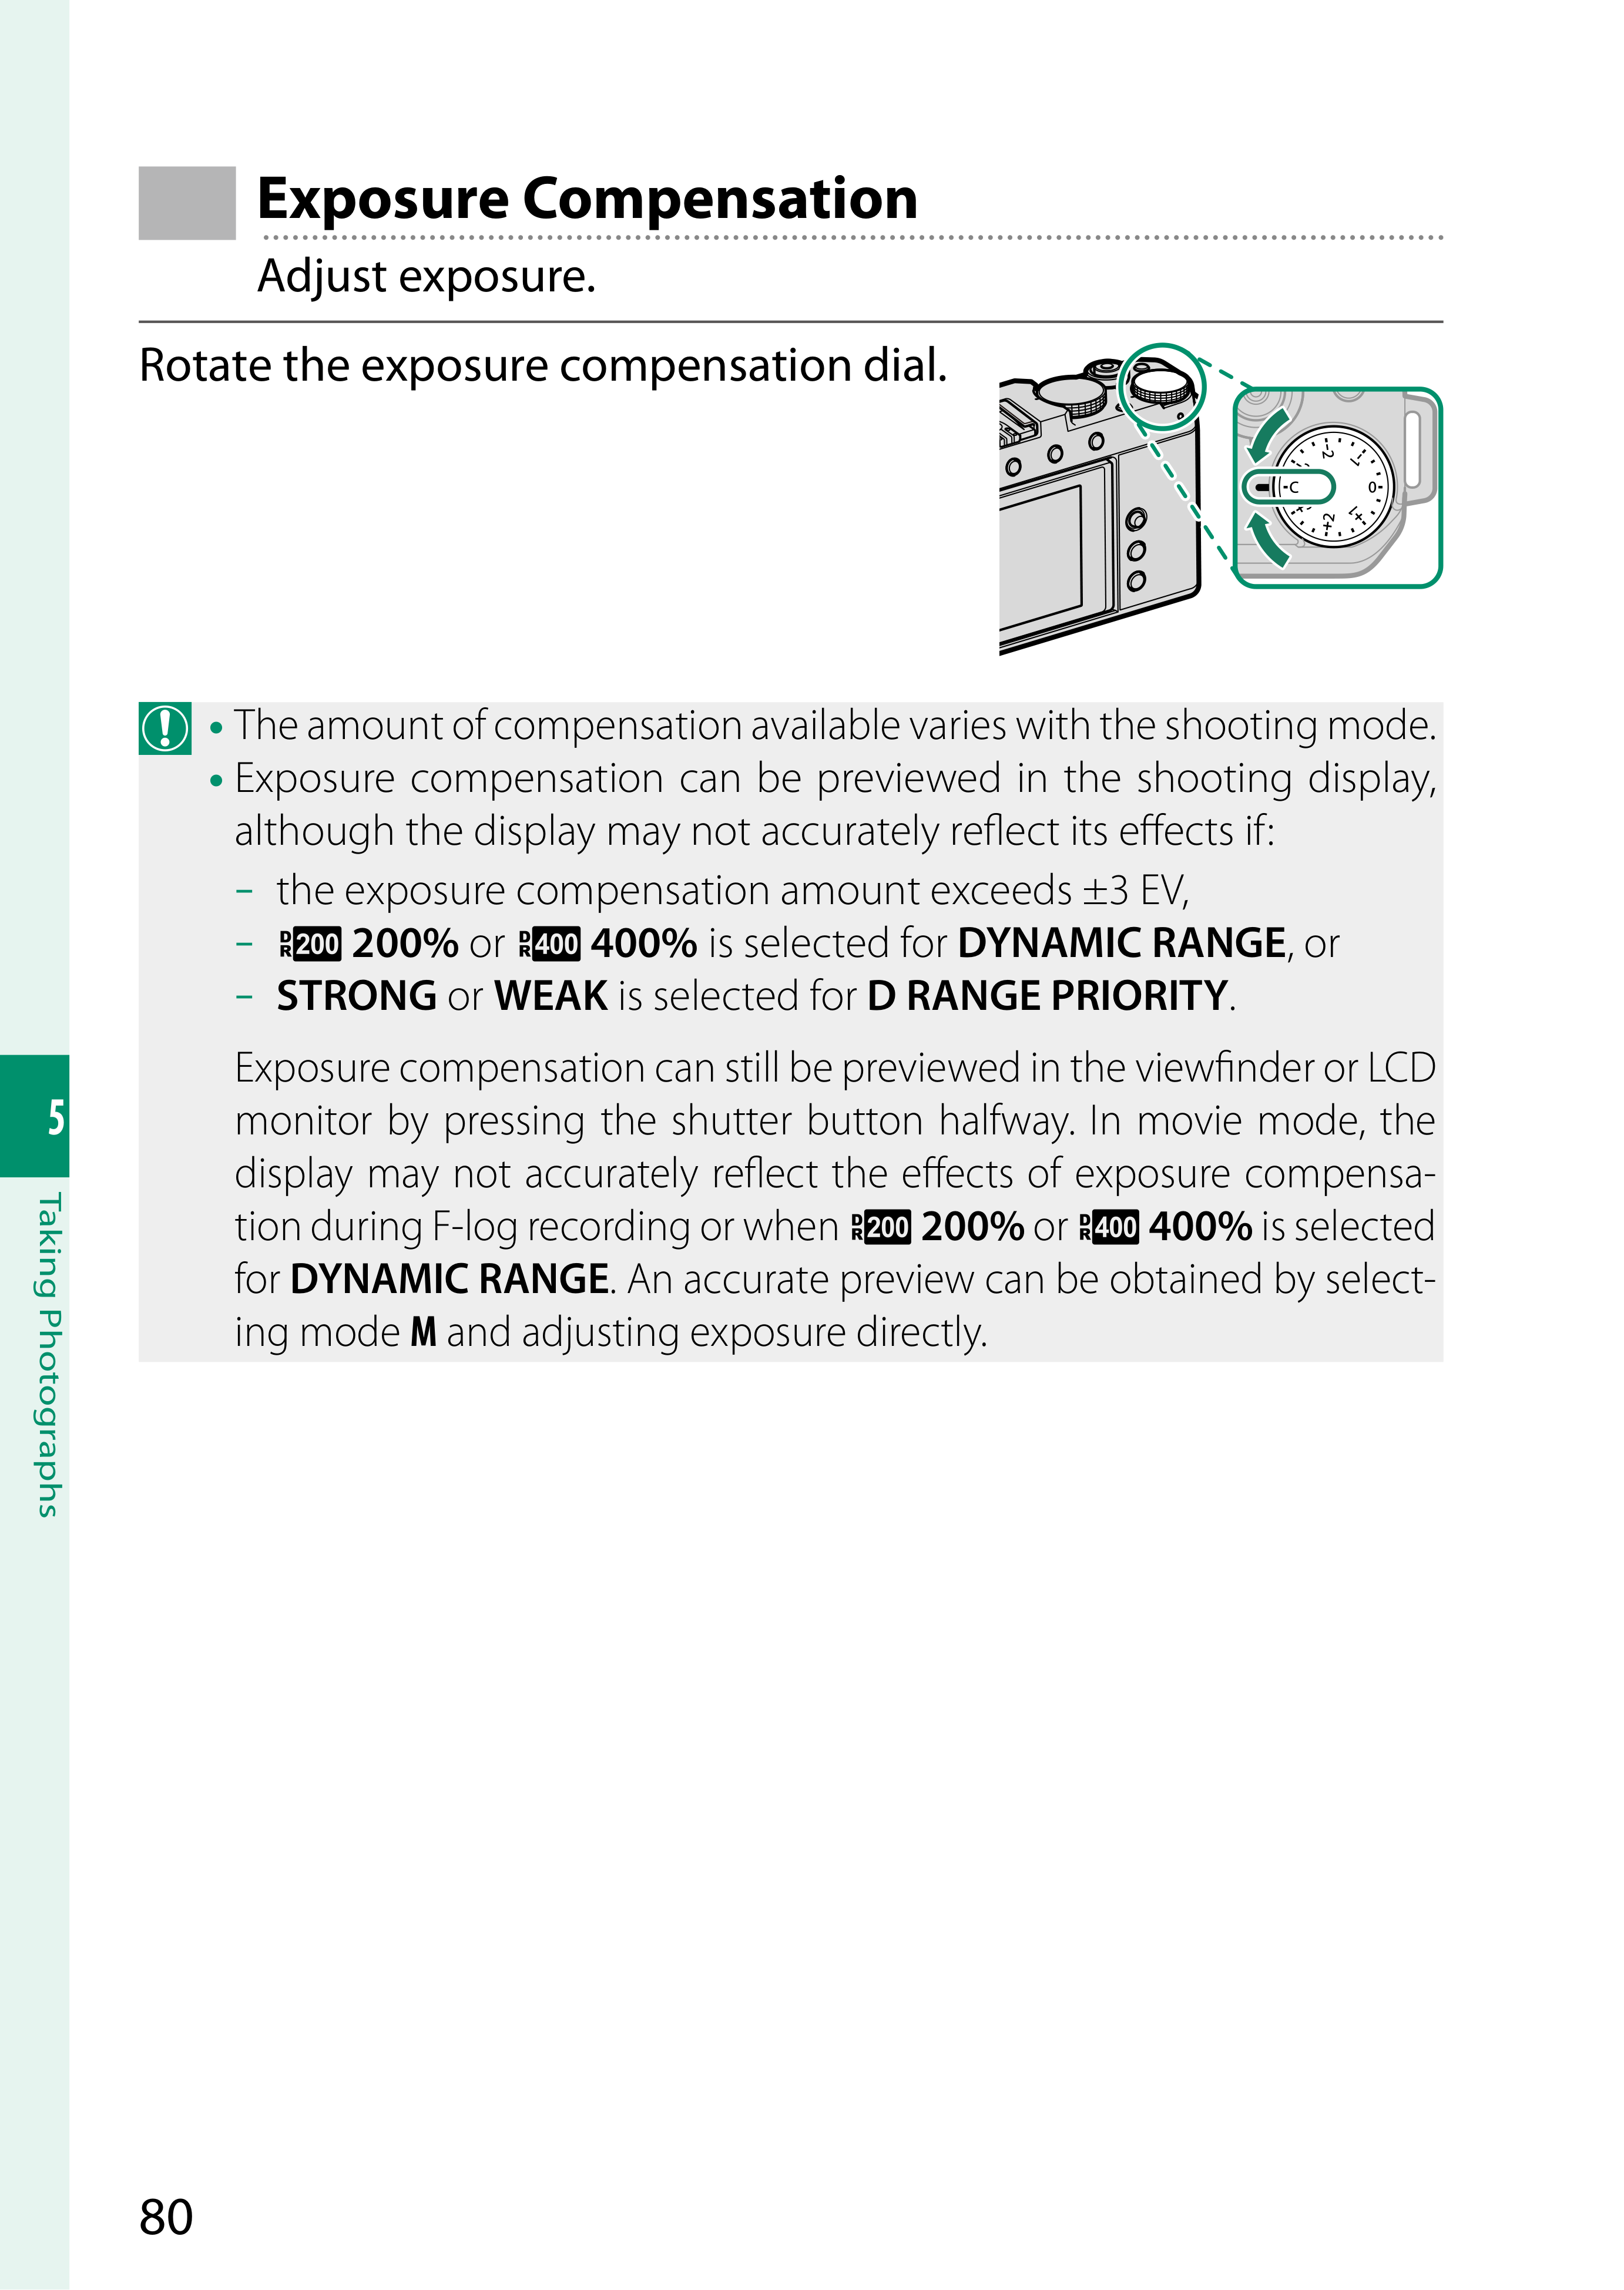 Exposure Compensation
Adjust exposure.
Rotate the exposure compensation dial.
-2
-1
C
0
+2
+1
• The amount of compensation available varies with the shooting mode.
• Exposure compensation can be previewed in the shooting display,
although the display may not accurately reflect its effects if:
– the exposure compensation amount exceeds ±3 EV,
– DR200 200% or DR400 400% is selected for DYNAMIC RANGE, or
– STRONG or WEAK is selected for D RANGE PRIORITY.
Exposure compensation can still be previewed in the viewfinder or LCD
monitor by pressing the shutter button halfway. In movie mode, the
display may not accurately reflect the effects of exposure compensa-
tion during F-log recording or when DR200 200% or DR400 400% is selected
for DYNAMIC RANGE. An accurate preview can be obtained by select-
ing mode M and adjusting exposure directly.
5
Taking Photographs
80